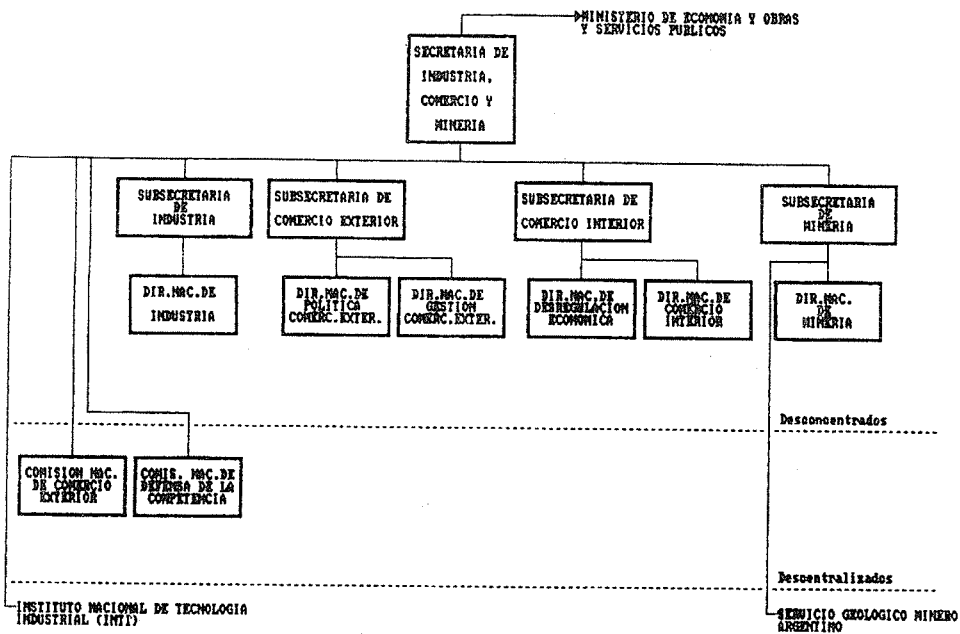 MINISTERIO DE ECONOMIA Y OBRAS
Y SERVICIOS PUBLICOS
SECRETARIA DE
INDUSTRIA,
COMERCIO Y
MINERIA
SUBSECRETARIA
DE
INDUSTRIA
SUBSECRETARIA DE
COMERCIO EXTERIOR
SUBSECRETARIA DE
COMERCIO INTERIOR
SUBSECRETARIA
DE
MINERIA
DIR.NAC.DE
INDUSTRIA
DIR.NAC.DE
POLITICA
COMERC.EXTER.
DIR.NAC.DE
GESTION
COMERC.EXTER.
DIR.NAC.DE
DESREGULACION
ECONOMICA
DIR.NAC.DE
COMERCIO
INTERIOR
DIR.NAC.
DE
MINERIA
Desconcentrados
COMISION NAC.
DE COMERCIO
EXTERIOR
COMIS. NAC.DE
DEFENSA DE LA
COMPETENCIA
Descentralizados
INSTITUTO NACIONAL DE TECNOLOGIA
INDUSTRIAL (INTI)
SERVICIO GEOLOGICO MINERO
ARGENTINO